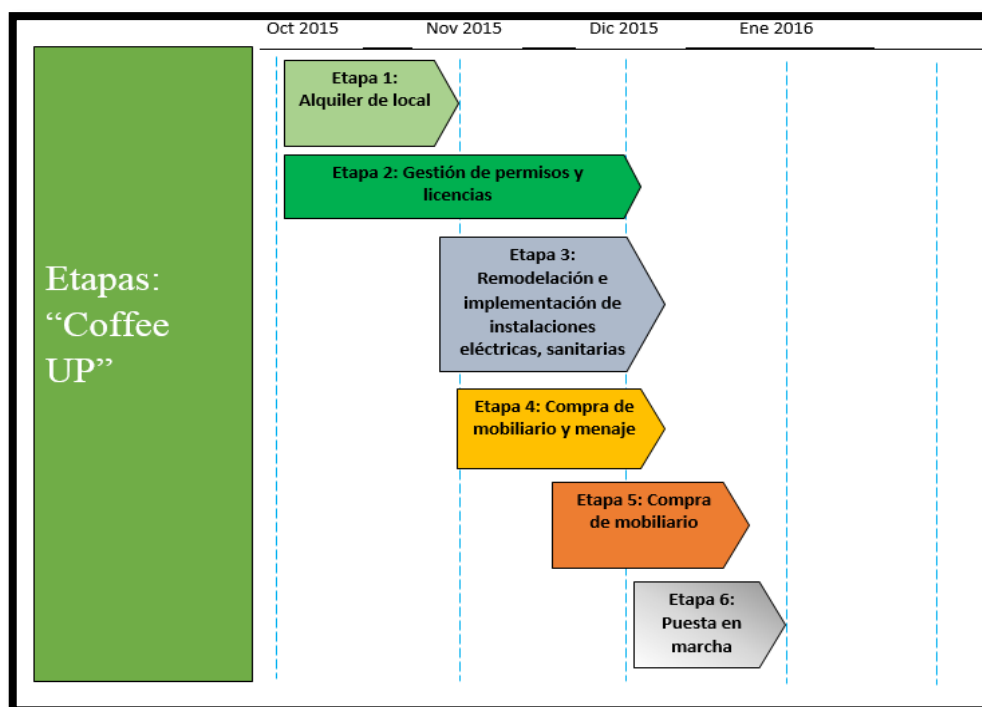 Oct 2015 Nov 2015 Dic 2015 Ene 2016
Etapas:
“Coffee
UP”
Etapa 1:
Alquiler de local
Etapa 2: Gestión de permisos y
licencias
Etapa 3:
Remodelación e
implementación de
instalaciones
eléctricas, sanitarias
Etapa 4: Compra de
mobiliario y menaje
Etapa 5: Compra
de mobiliario
Etapa 6:
Puesta en
marcha